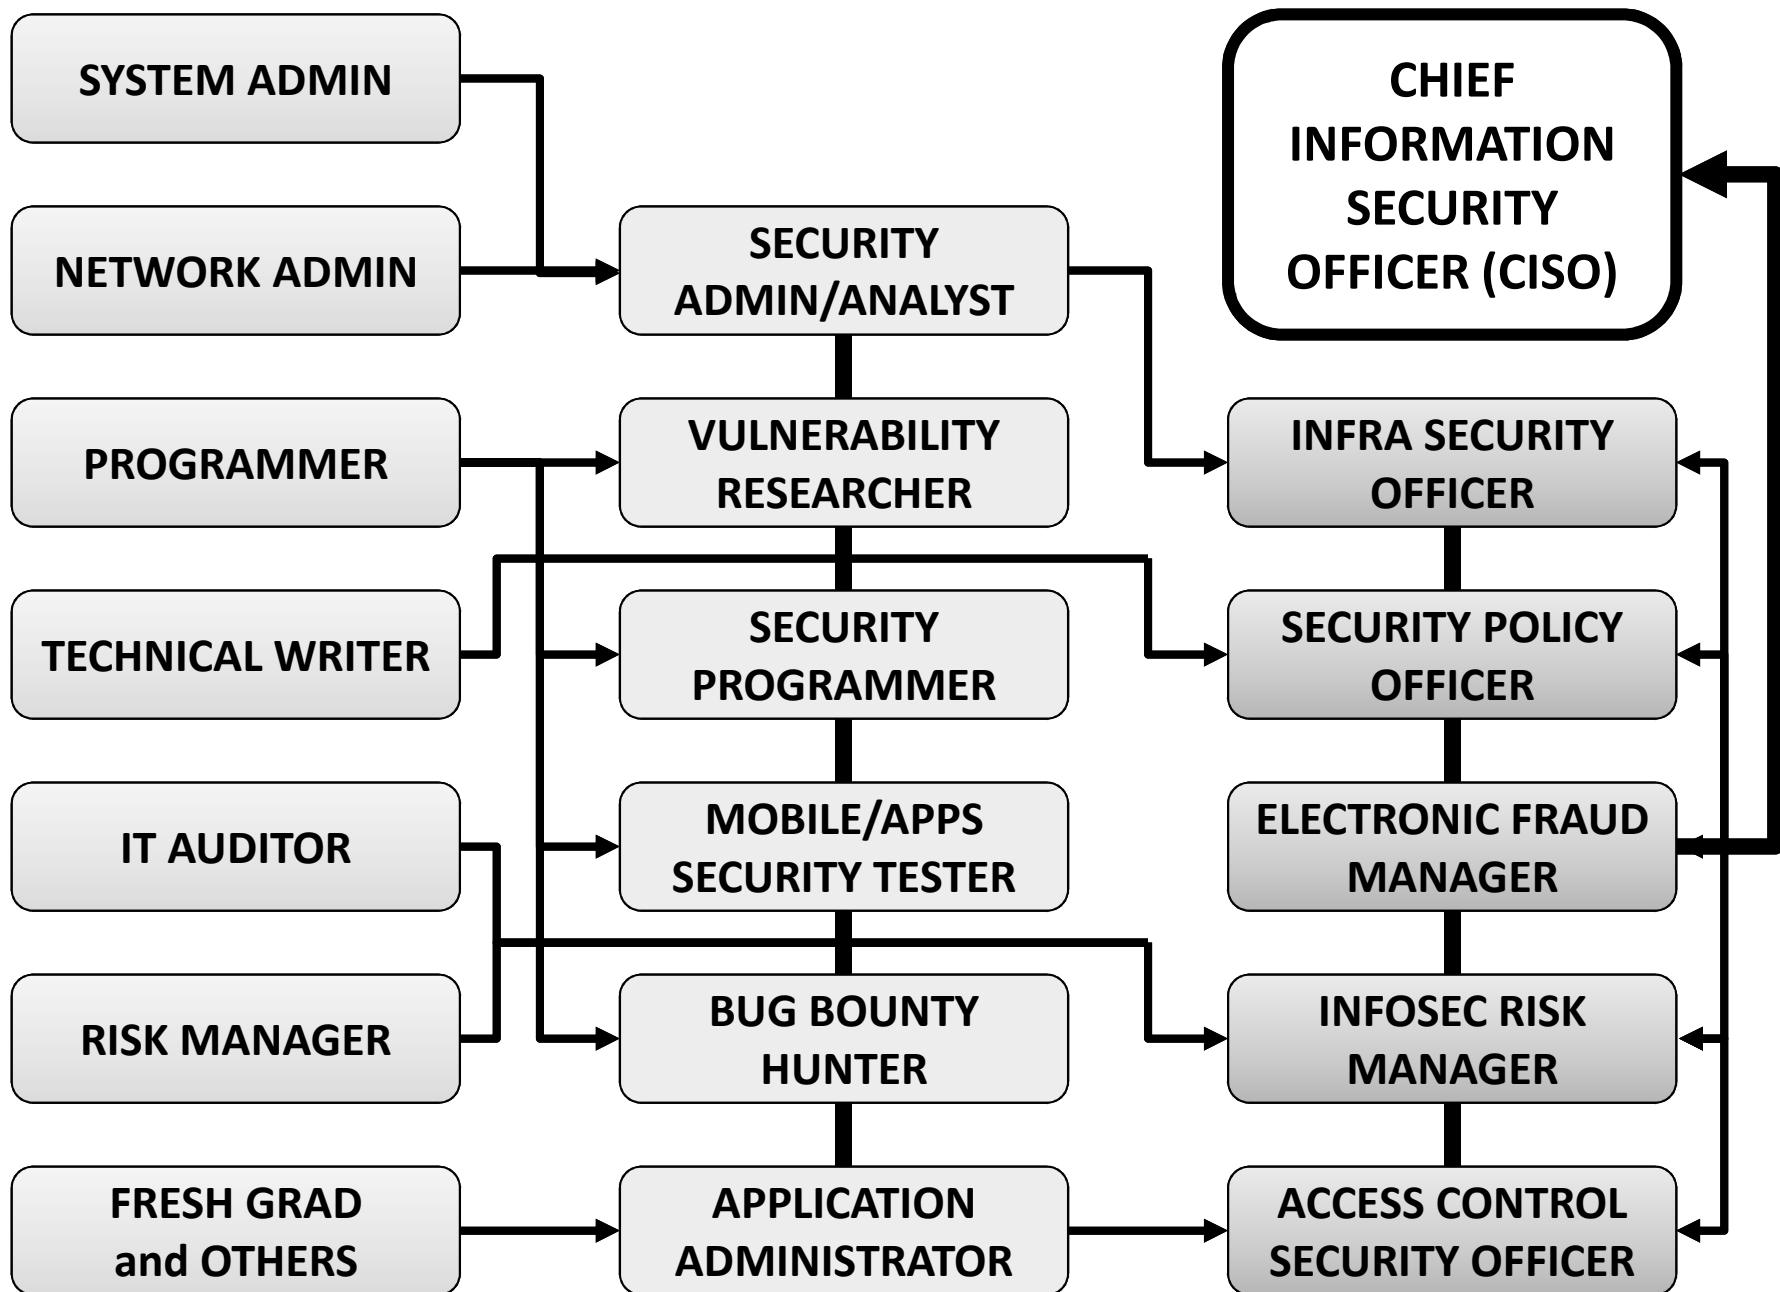 SYSTEM ADMIN
NETWORK ADMIN
PROGRAMMER
TECHNICAL WRITER
IT AUDITOR
RISK MANAGER
FRESH GRAD
and OTHERS
SECURITY
ADMIN/ANALYST
VULNERABILITY
RESEARCHER
SECURITY
PROGRAMMER
MOBILE/APPS
SECURITY TESTER
BUG BOUNTY
HUNTER
APPLICATION
ADMINISTRATOR
CHIEF
INFORMATION
SECURITY
OFFICER (CISO)
INFRA SECURITY
OFFICER
SECURITY POLICY
OFFICER
ELECTRONIC FRAUD
MANAGER
INFOSEC RISK
MANAGER
ACCESS CONTROL
SECURITY OFFICER